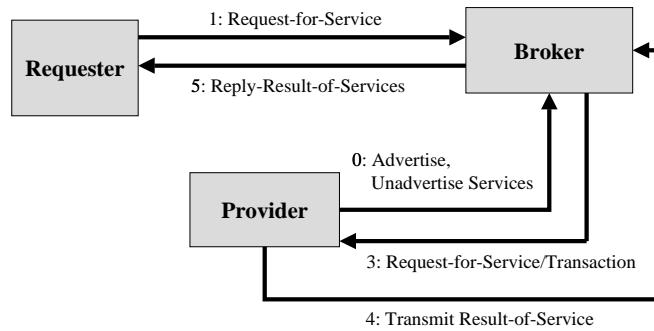 1: Request-for-Service
Requester
Broker
5: Reply-Result-of-Services
0: Advertise,
Unadvertise Services
Provider
3: Request-for-Service/Transaction
4: Transmit Result-of-Service